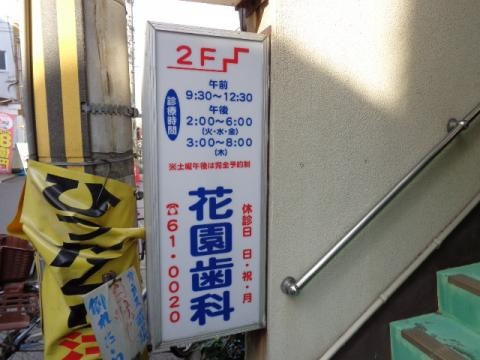 2F
診療時間
午前
9:30～12:30
午後
2:00～6:00
(火・水・金)
3:00～8:00
(木)
※土曜午後は完全予約制
花園歯科
休診日 日・祝・月
☎61・0020